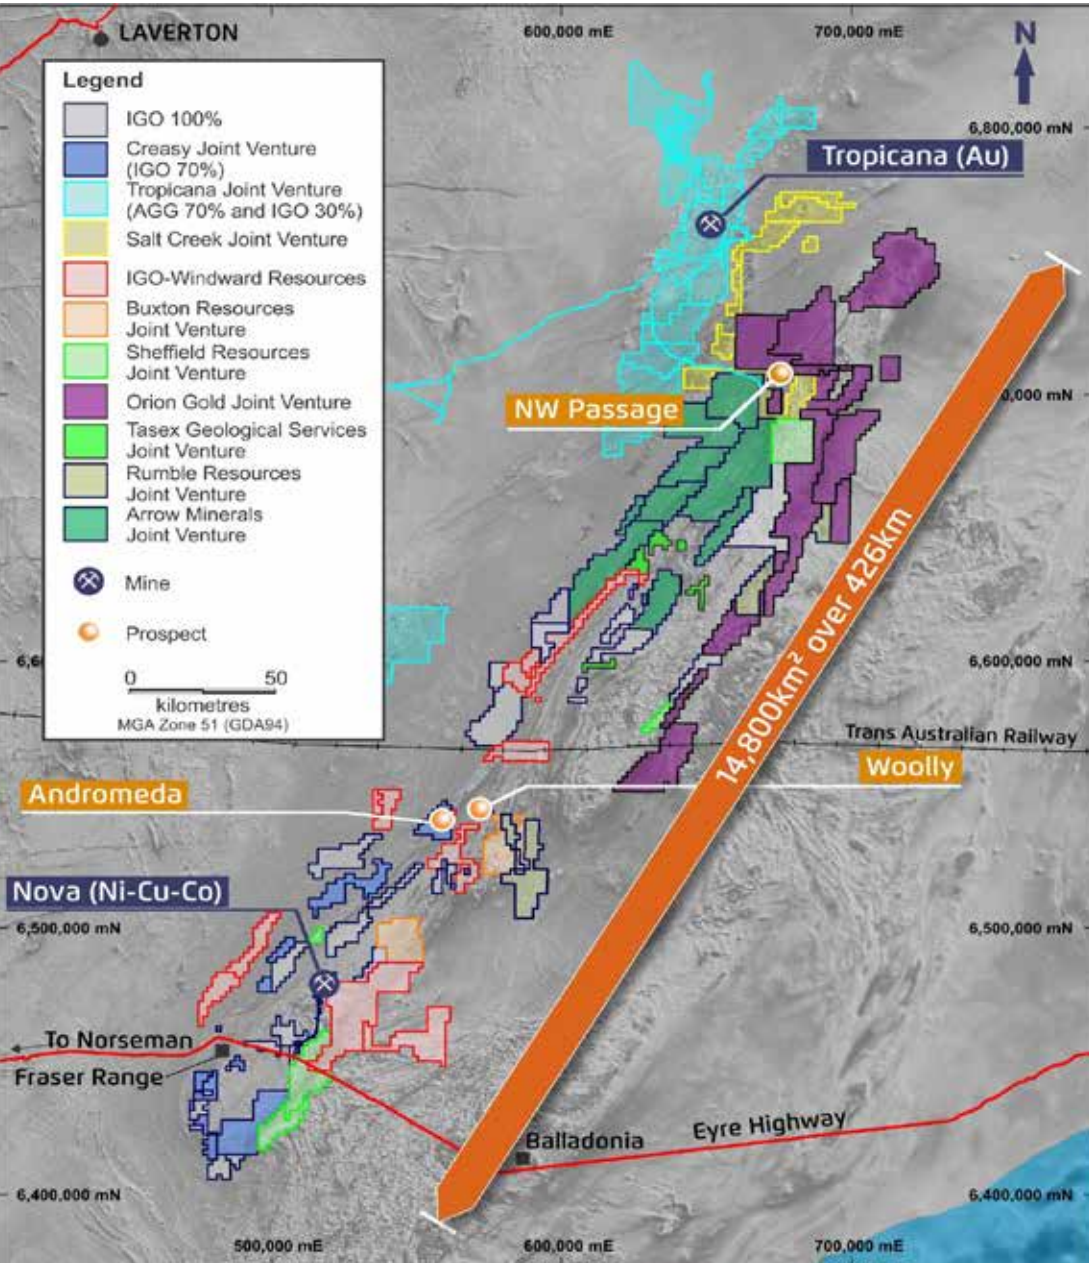 LAVERTON
600,000 mE
700,000 mE
N
Legend
IGO 100%
Creasy Joint Venture
(IGO 70%)
Tropicana Joint Venture
(AGG 70% and IGO 30%)
Salt Creek Joint Venture
IGO-Windward Resources
Buxton Resources
Joint Venture
Sheffield Resources
Joint Venture
Orion Gold Joint Venture
Tasex Geological Services
Joint Venture
Rumble Resources
Joint Venture
Arrow Minerals
Joint Venture
Mine
Prospect
0 50
kilometres
MGA Zone 51 (GDA94)
6,800,000 mN
Tropicana (Au)
NW Passage
0,000 mN
14,800km² over 426km
6,6
6,600,000 mN
Trans Australian Railway
Woolly
Andromeda
Nova (Ni-Cu-Co)
6,500,000 mN
6,500,000 mN
To Norseman
Fraser Range
Balladonia
Eyre Highway
6,400,000 mN
6,400,000 mN
500,000 mE
600,000 mE
700,000 mE